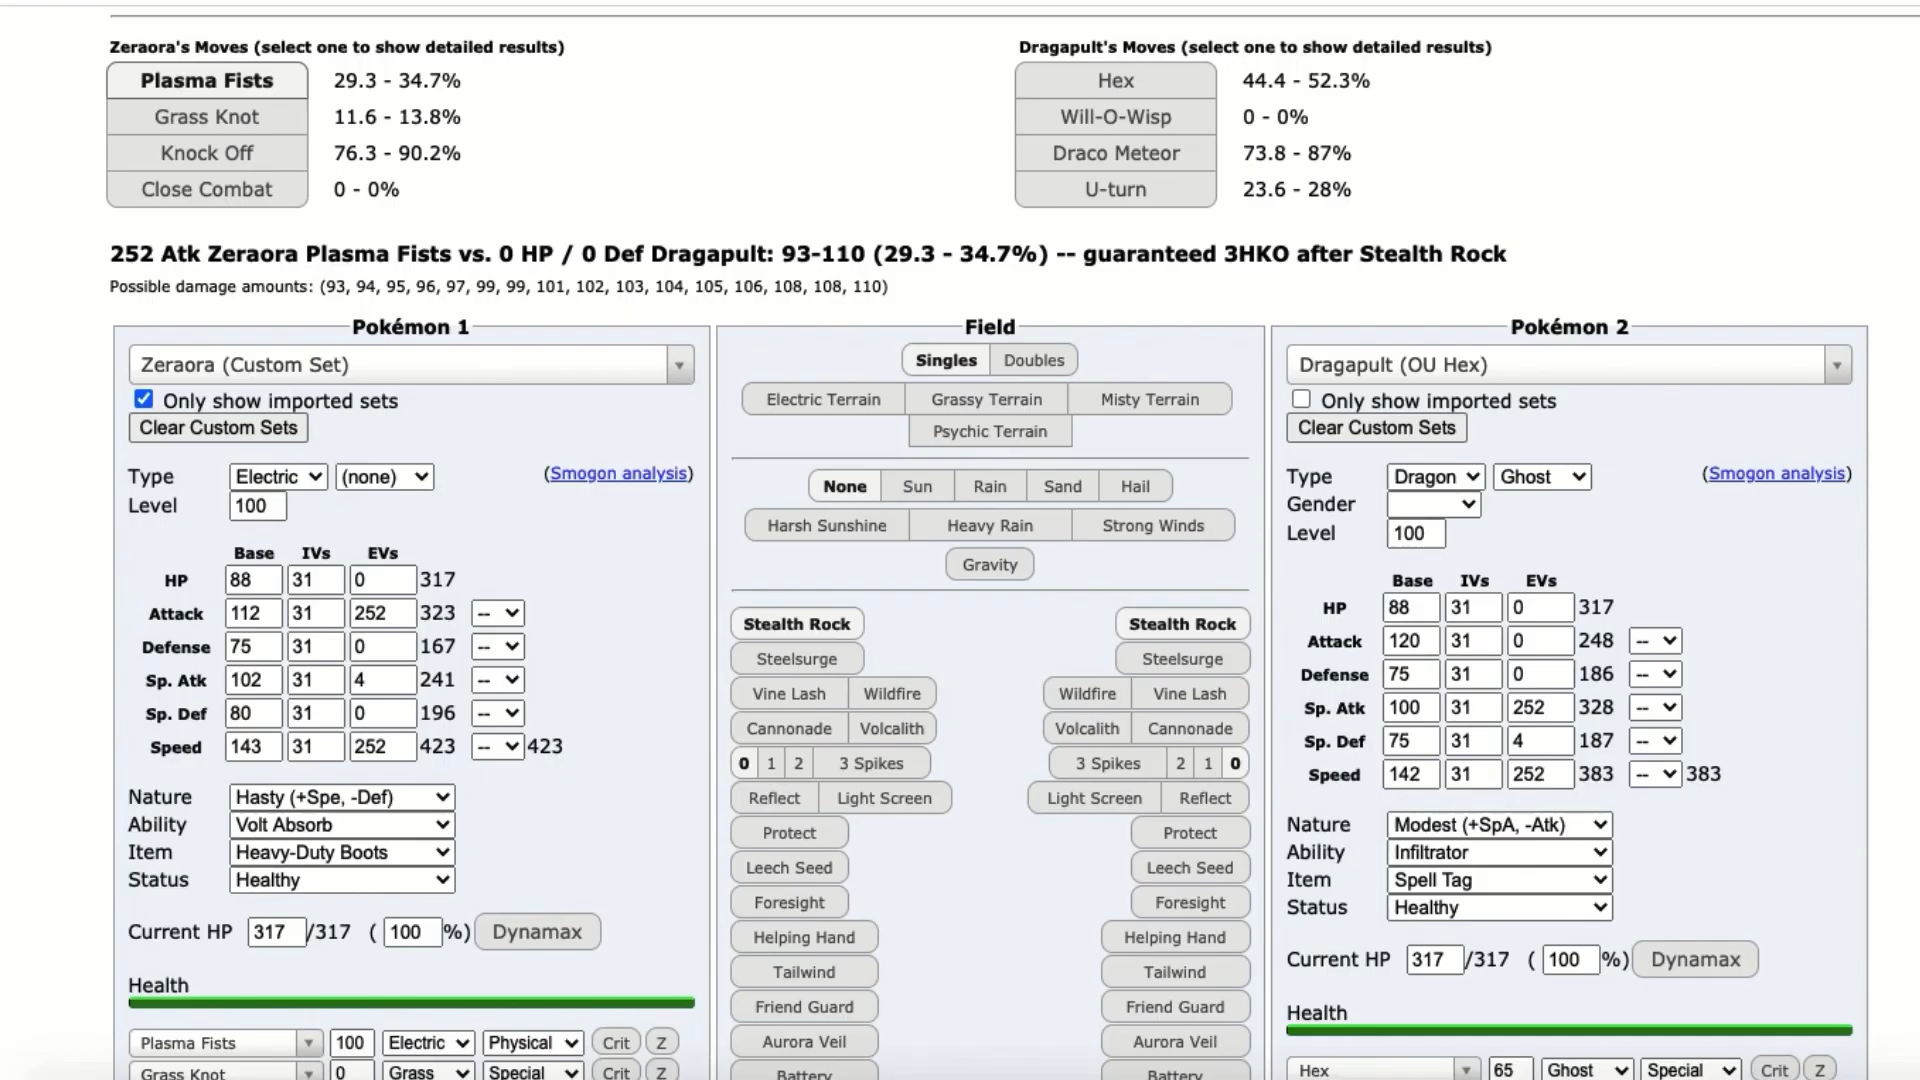 Zeraora's Moves (select one to show detailed results)
Plasma Fists 29.3 - 34.7%
Grass Knot 11.6 - 13.8%
Knock Off 76.3 - 90.2%
Close Combat 0 - 0%
Dragapult's Moves (select one to show detailed results)
Hex 44.4 - 52.3%
Will-O-Wisp 0 - 0%
Draco Meteor 73.8 - 87%
U-turn 23.6 - 28%
252 Atk Zeraora Plasma Fists vs. 0 HP / 0 Def Dragapult: 93-110 (29.3 - 34.7%) -- guaranteed 3HKO after Stealth Rock
Possible damage amounts: (93, 94, 95, 96, 97, 99, 99, 101, 102, 103, 104, 105, 106, 108, 108, 110)
Pokémon 1
Zeraora (Custom Set)
Only show imported sets
Clear Custom Sets
Type Electric (none) (Smogon analysis)
Level 100
Base IVs EVs
HP 88 31 0 317
Attack 112 31 252 323 --
Defense 75 31 0 167 --
Sp. Atk 102 31 4 241 --
Sp. Def 80 31 0 196 --
Speed 143 31 252 423 -- 423
Nature Hasty (+Spe, -Def)
Ability Volt Absorb
Item Heavy-Duty Boots
Status Healthy
Current HP 317 /317 ( 100 %) Dynamax
Health
Plasma Fists 100 Electric Physical Crit Z
Grass Knot 0 Grass Special Crit Z
Field
Singles Doubles
Electric Terrain Grassy Terrain Misty Terrain
Psychic Terrain
None Sun Rain Sand Hail
Harsh Sunshine Heavy Rain Strong Winds
Gravity
Stealth Rock Stealth Rock
Steelsurge Steelsurge
Vine Lash Wildfire Wildfire Vine Lash
Cannonade Volcalith Volcalith Cannonade
0 1 2 3 Spikes 3 Spikes 2 1 0
Reflect Light Screen Light Screen Reflect
Protect Protect
Leech Seed Leech Seed
Foresight Foresight
Helping Hand Helping Hand
Tailwind Tailwind
Friend Guard Friend Guard
Aurora Veil Aurora Veil
Battery Battery
Pokémon 2
Dragapult (OU Hex)
Only show imported sets
Clear Custom Sets
Type Dragon Ghost (Smogon analysis)
Gender
Level 100
Base IVs EVs
HP 88 31 0 317
Attack 120 31 0 248 --
Defense 75 31 0 186 --
Sp. Atk 100 31 252 328 --
Sp. Def 75 31 4 187 --
Speed 142 31 252 383 -- 383
Nature Modest (+SpA, -Atk)
Ability Infiltrator
Item Spell Tag
Status Healthy
Current HP 317 /317 ( 100 %) Dynamax
Health
Hex 65 Ghost Special Crit Z